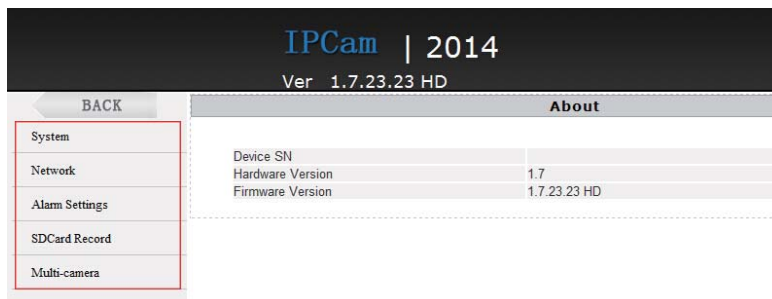 IPCam | 2014
Ver 1.7.23.23 HD
BACK
About
System
Network
Alarm Settings
SDCard Record
Multi-camera
Device SN
Hardware Version 1.7
Firmware Version 1.7.23.23 HD